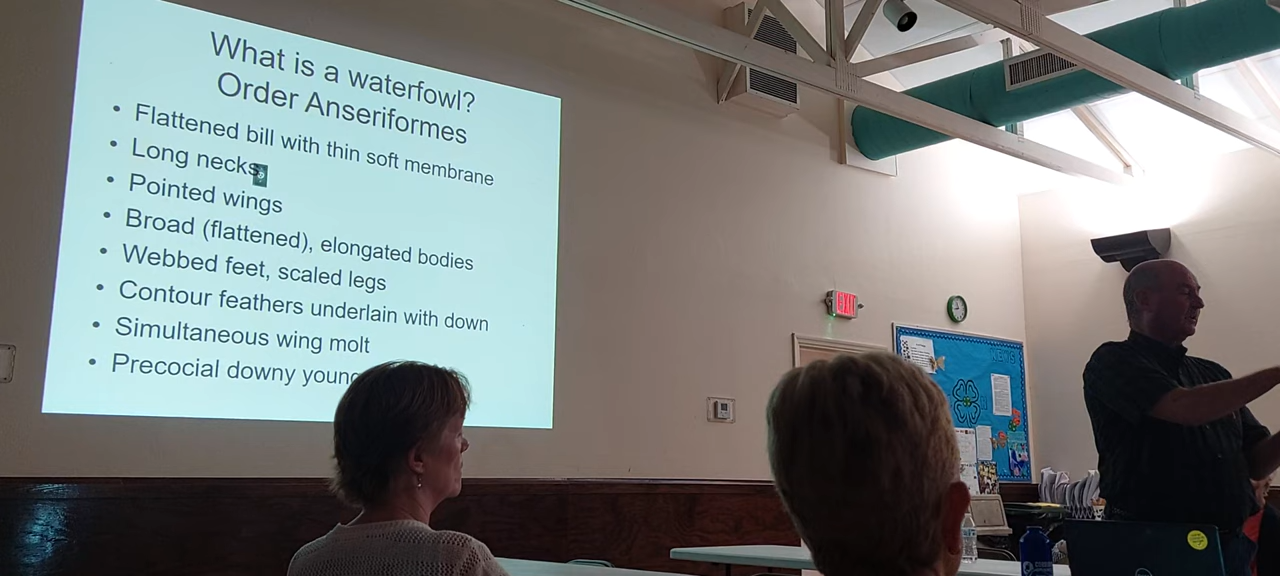 What is a waterfowl?
Order Anseriformes
• Flattened bill with thin soft membrane
• Long necks
• Pointed wings
• Broad (flattened), elongated bodies
• Webbed feet, scaled legs
• Contour feathers underlain with down
• Simultaneous wing molt
• Precocial downy young
EXIT